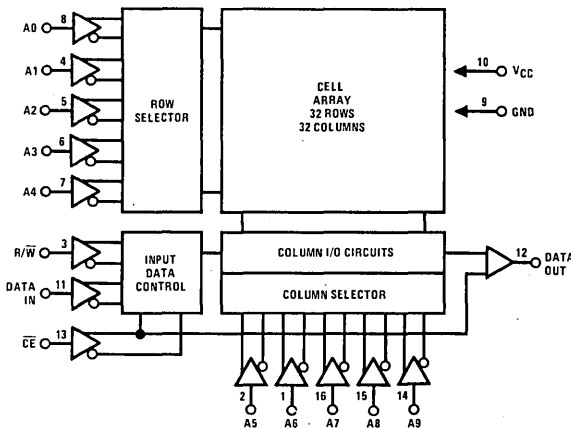 A0 8
A1 4
A2 5
A3 6
A4 7
ROW
SELECTOR
CELL
ARRAY
32 ROWS
32 COLUMNS
10 VCC
9 GND
R/W̅ 3
DATA
IN 11
C̅E̅ 13
INPUT
DATA
CONTROL
COLUMN I/O CIRCUITS
COLUMN SELECTOR
12 DATA
OUT
2 1 16 15 14
A5 A6 A7 A8 A9